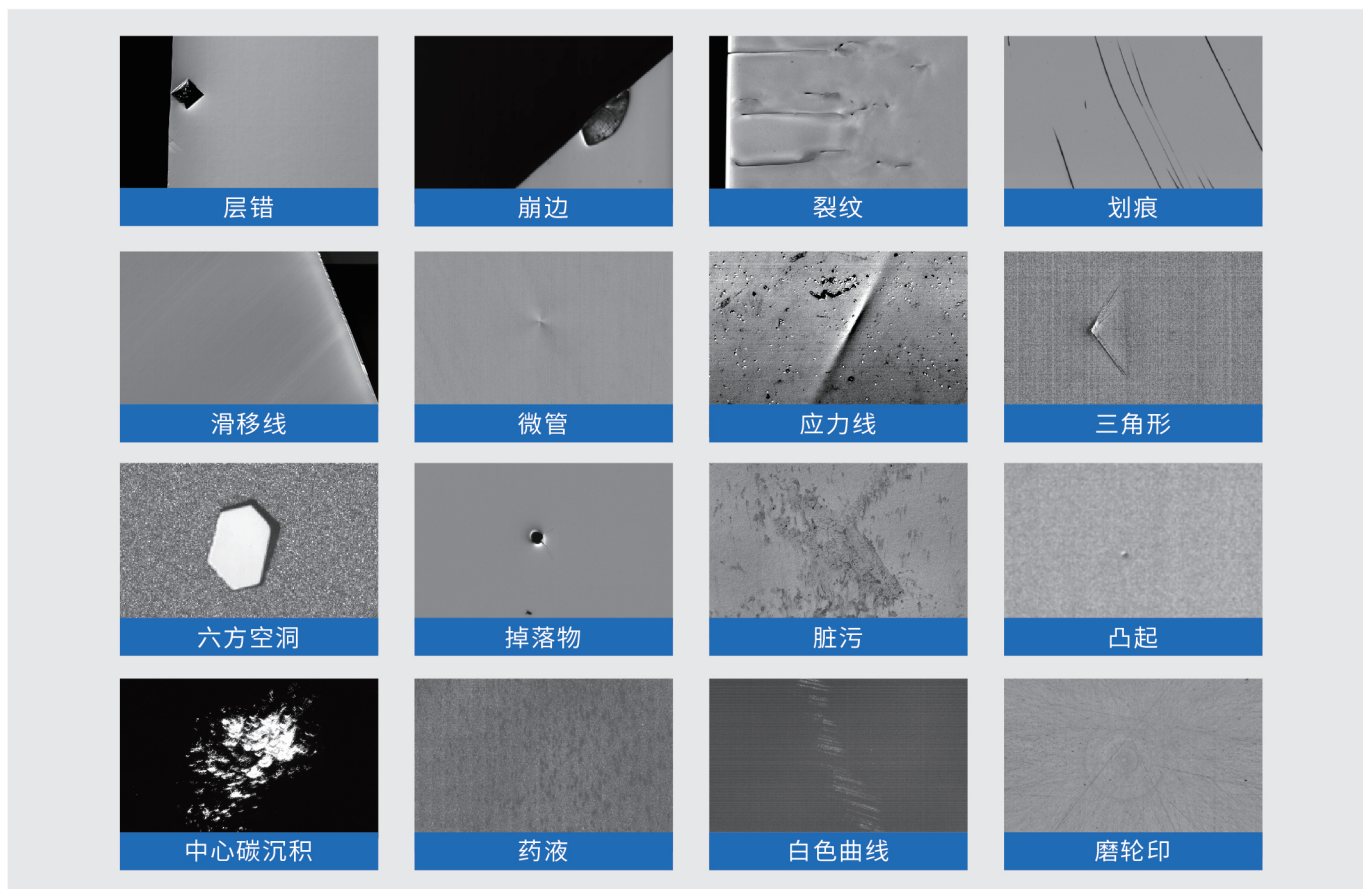 层错
崩边
裂纹
划痕
滑移线
微管
应力线
三角形
六方空洞
掉落物
脏污
凸起
中心碳沉积
药液
白色曲线
磨轮印